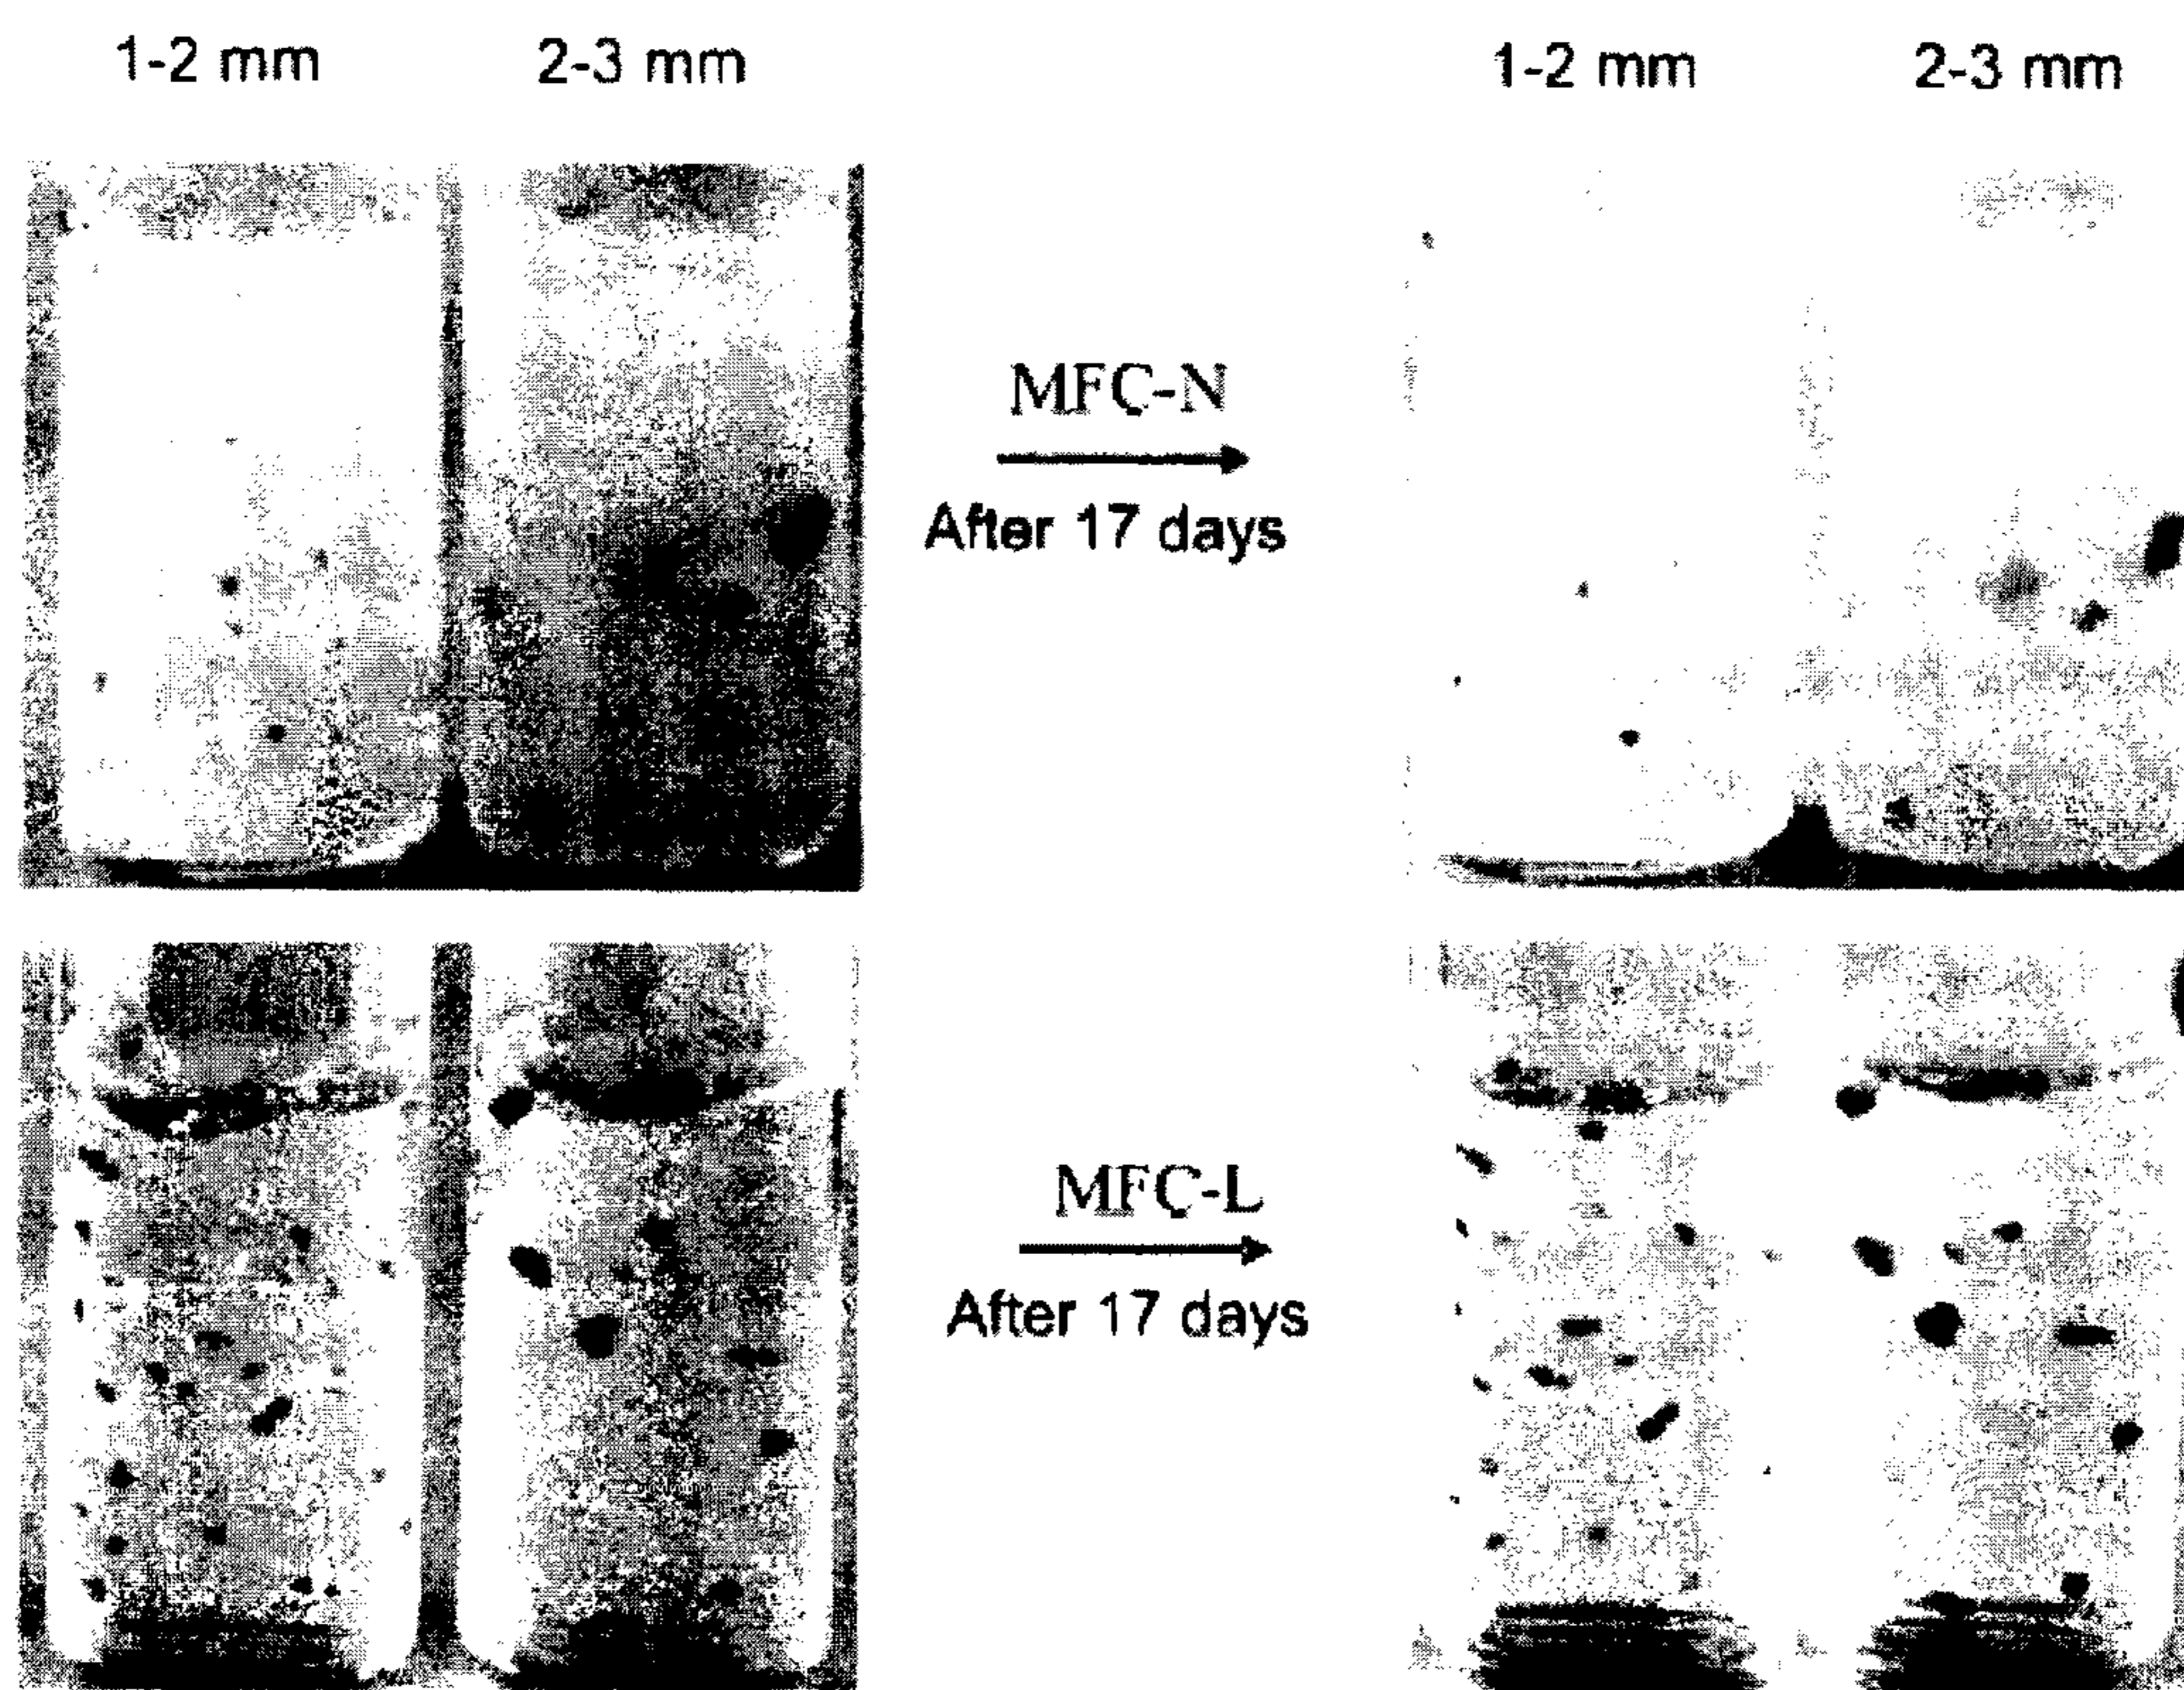 1-2 mm 2-3 mm 1-2 mm 2-3 mm
MFC-N
After 17 days
MFC-L
After 17 days